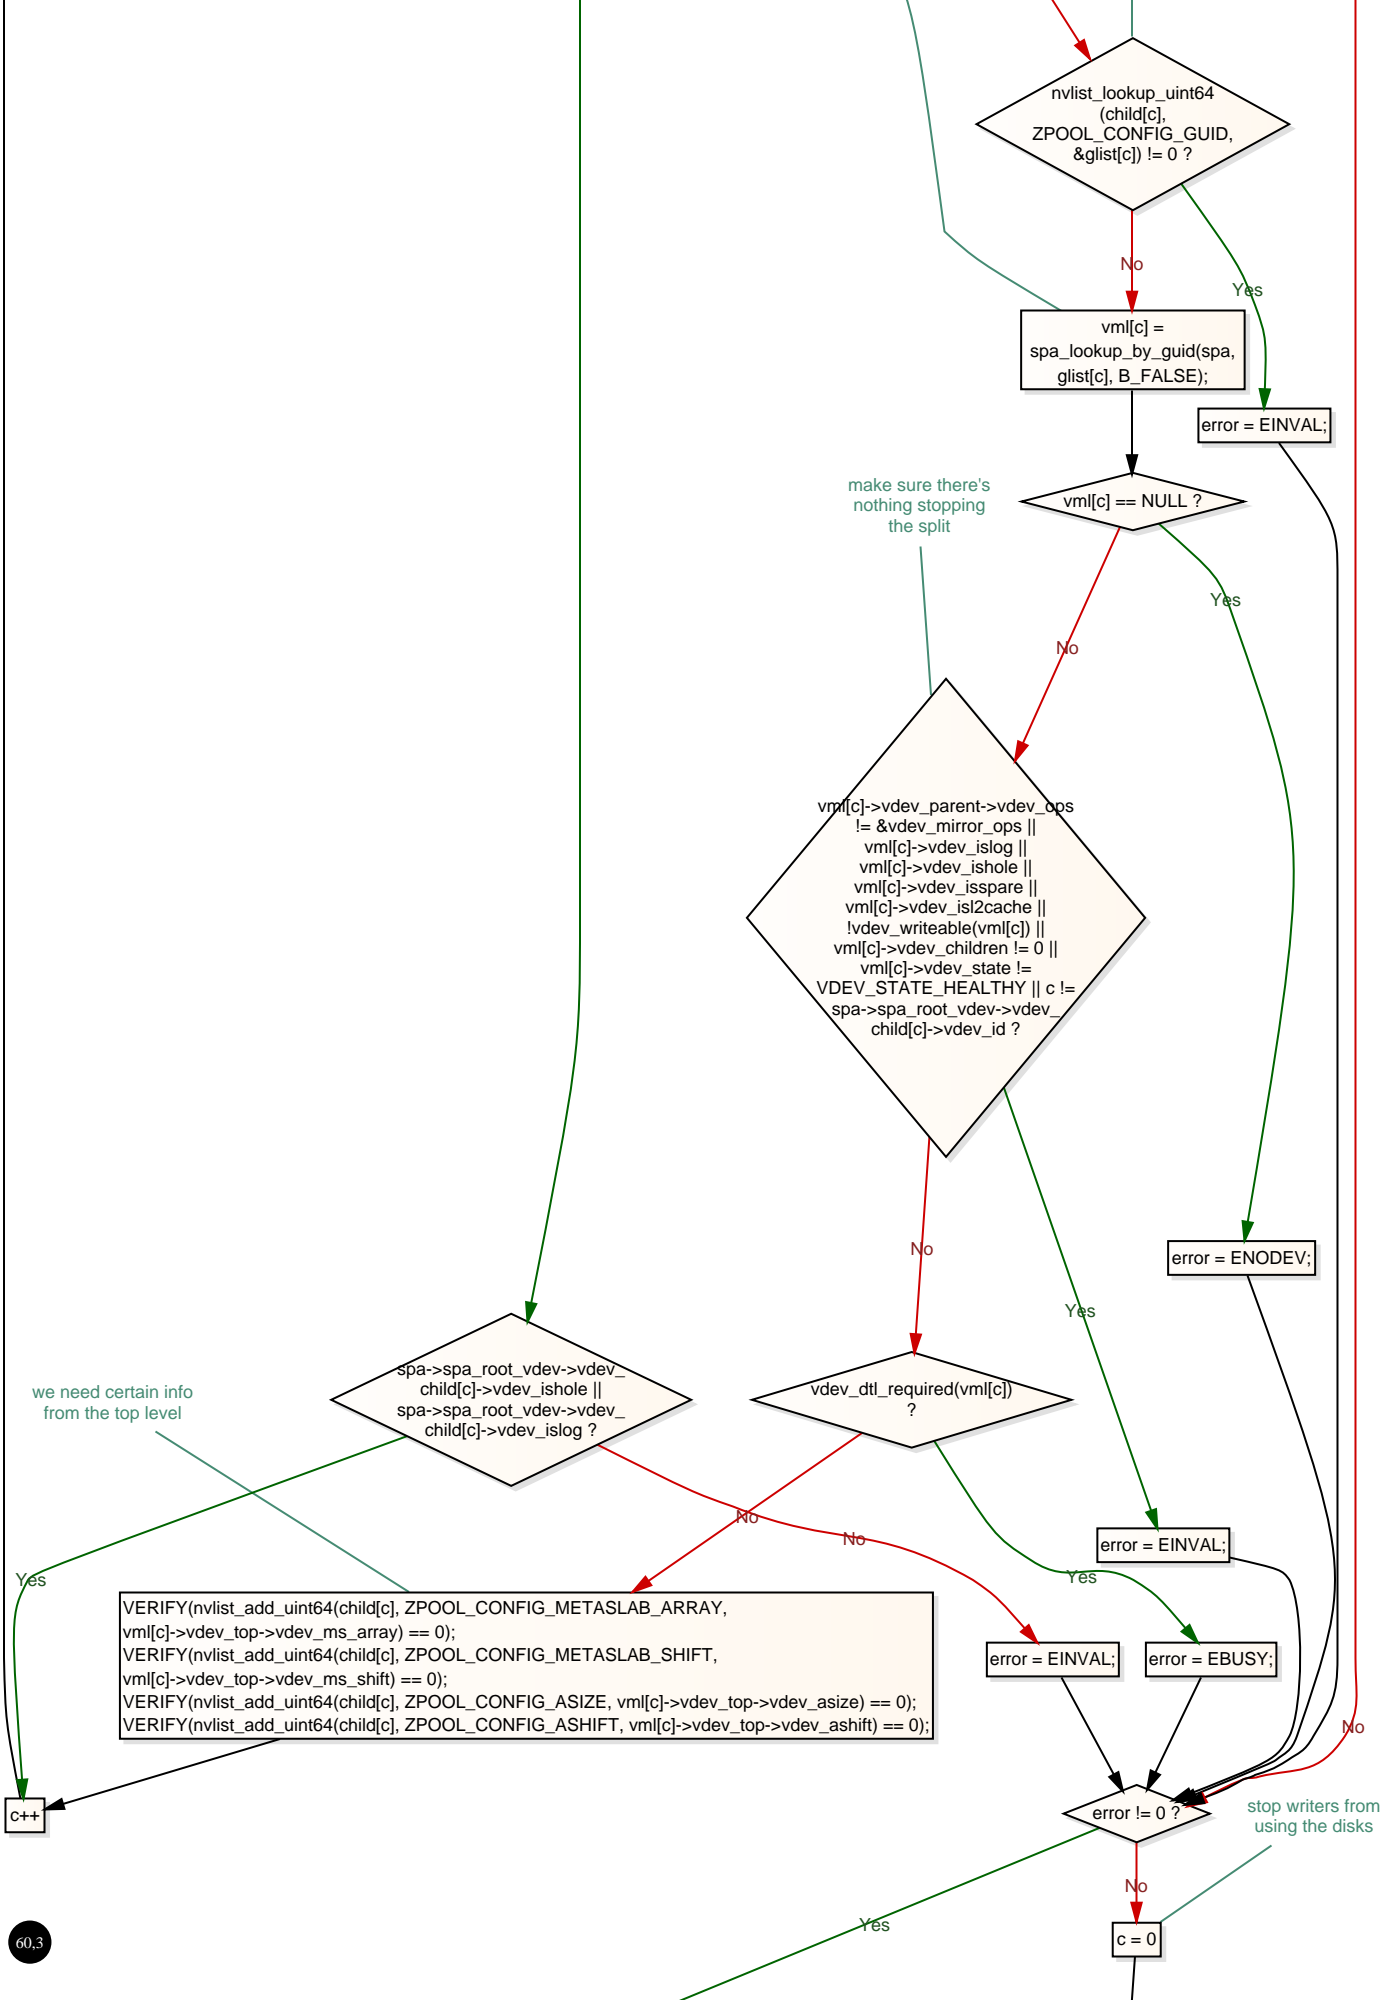 nvlist_lookup_uint64
(child[c],
ZPOOL_CONFIG_GUID,
&glist[c]) != 0 ?
No
Yes
vml[c] =
spa_lookup_by_guid(spa,
glist[c], B_FALSE);
error = EINVAL;
make sure there's
nothing stopping
the split
vml[c] == NULL ?
Yes
No
vml[c]->vdev_parent->vdev_ops
!= &vdev_mirror_ops ||
vml[c]->vdev_islog ||
vml[c]->vdev_ishole ||
vml[c]->vdev_isspare ||
vml[c]->vdev_isl2cache ||
!vdev_writeable(vml[c]) ||
vml[c]->vdev_children != 0 ||
vml[c]->vdev_state !=
VDEV_STATE_HEALTHY || c !=
spa->spa_root_vdev->vdev_
child[c]->vdev_id ?
No
error = ENODEV;
Yes
spa->spa_root_vdev->vdev_
child[c]->vdev_ishole ||
spa->spa_root_vdev->vdev_
child[c]->vdev_islog ?
vdev_dtl_required(vml[c])
?
we need certain info
from the top level
No
No
error = EINVAL;
Yes
Yes
VERIFY(nvlist_add_uint64(child[c], ZPOOL_CONFIG_METASLAB_ARRAY,
vml[c]->vdev_top->vdev_ms_array) == 0);
VERIFY(nvlist_add_uint64(child[c], ZPOOL_CONFIG_METASLAB_SHIFT,
vml[c]->vdev_top->vdev_ms_shift) == 0);
VERIFY(nvlist_add_uint64(child[c], ZPOOL_CONFIG_ASIZE, vml[c]->vdev_top->vdev_asize) == 0);
VERIFY(nvlist_add_uint64(child[c], ZPOOL_CONFIG_ASHIFT, vml[c]->vdev_top->vdev_ashift) == 0);
error = EINVAL;
error = EBUSY;
No
c++
error != 0 ?
stop writers from
using the disks
No
Yes
c = 0
60,3